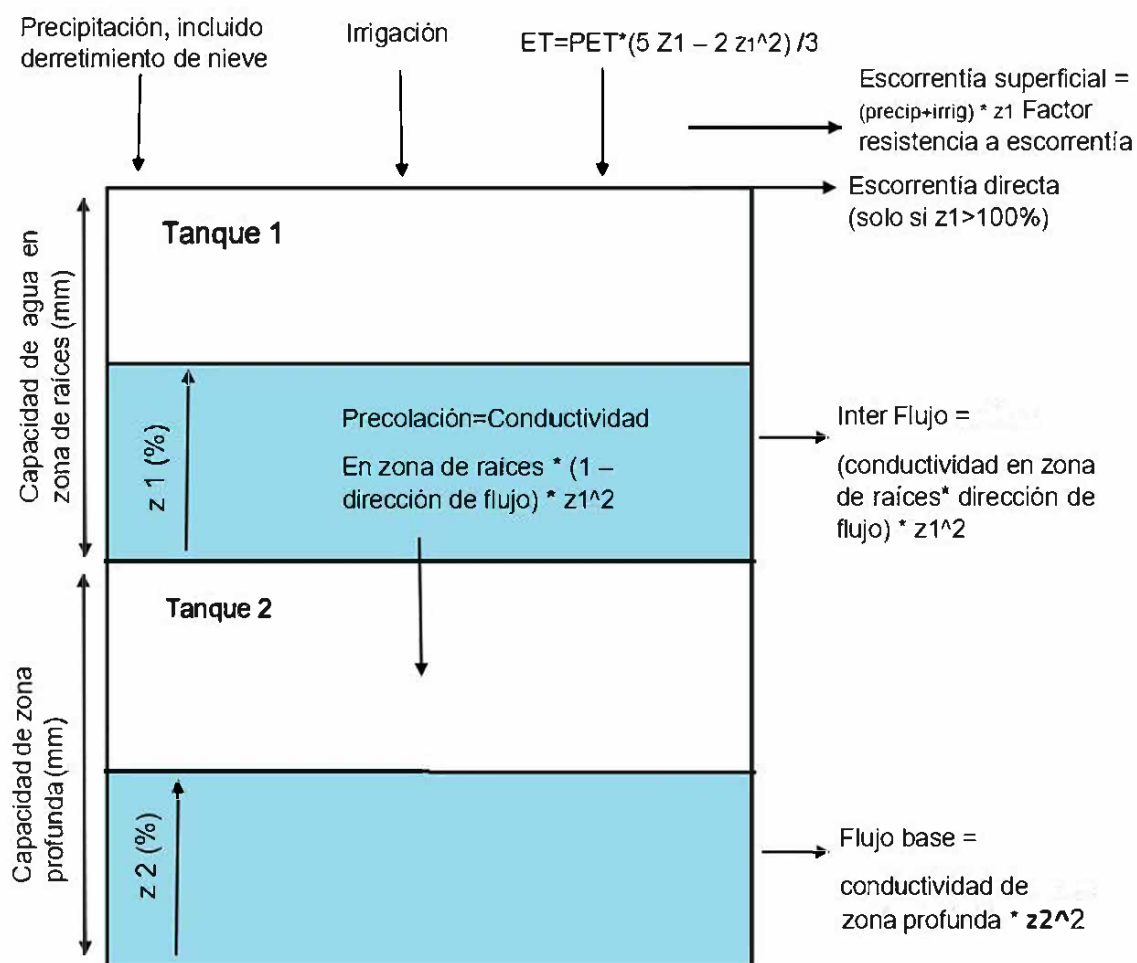 Precipitación, incluido
derretimiento de nieve
Irrigación
ET=PET*(5 Z1 – 2 z1^2) /3
Escorrentía superficial =
(precip+irrig) * z1 Factor
resistencia a escorrentía
Escorrentía directa
(solo si z1>100%)
Tanque 1
Capacidad de agua en
zona de raíces (mm)
z 1 (%)
Precolación=Conductividad
En zona de raíces * (1 –
dirección de flujo) * z1^2
Inter Flujo =
(conductividad en zona
de raíces* dirección de
flujo) * z1^2
Tanque 2
Capacidad de zona
profunda (mm)
z 2 (%)
Flujo base =
conductividad de
zona profunda * z2^2